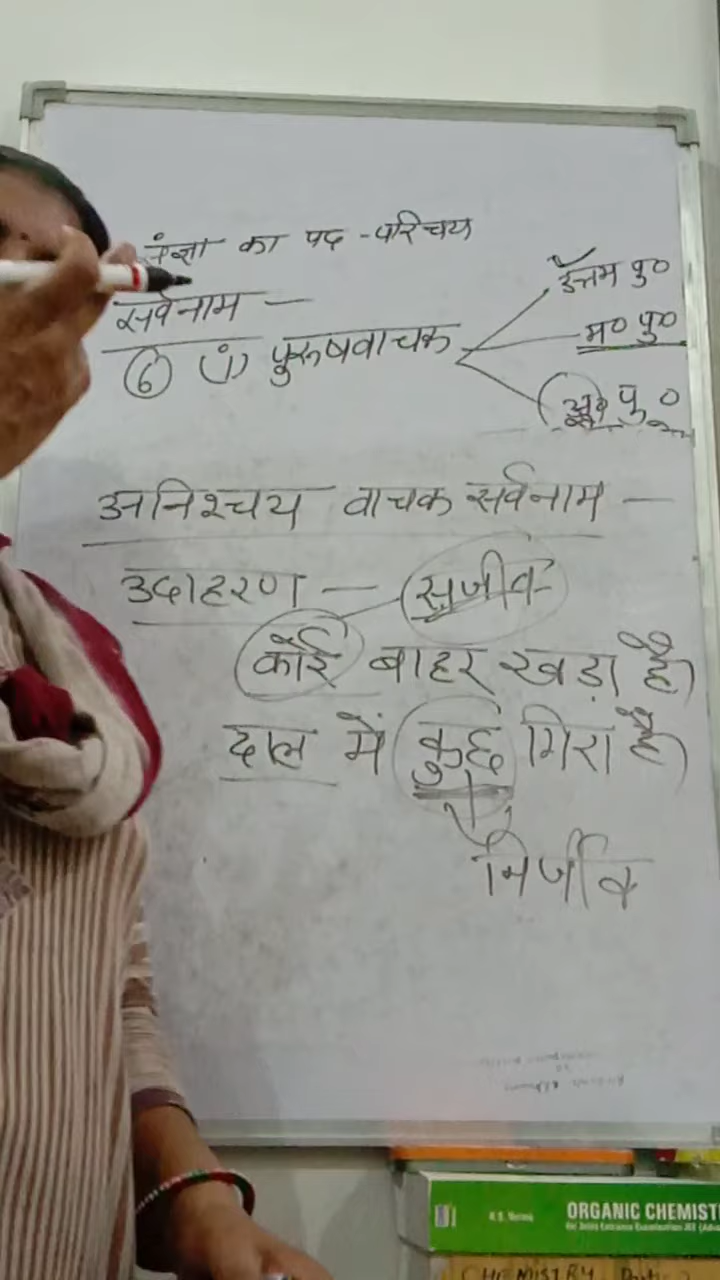 संज्ञा का पद - परिचय
सर्वनाम —
⑥ (i) पुरूषवाचक
उत्तम पु०
म० पु०
पु०
अनिश्चय वाचक सर्वनाम —
उदाहरण — सजीव
कोई बाहर खड़ा है।
दाल में कुछ गिरा है।
निर्जीव
ORGANIC CHEMIST
CHEMISTRY